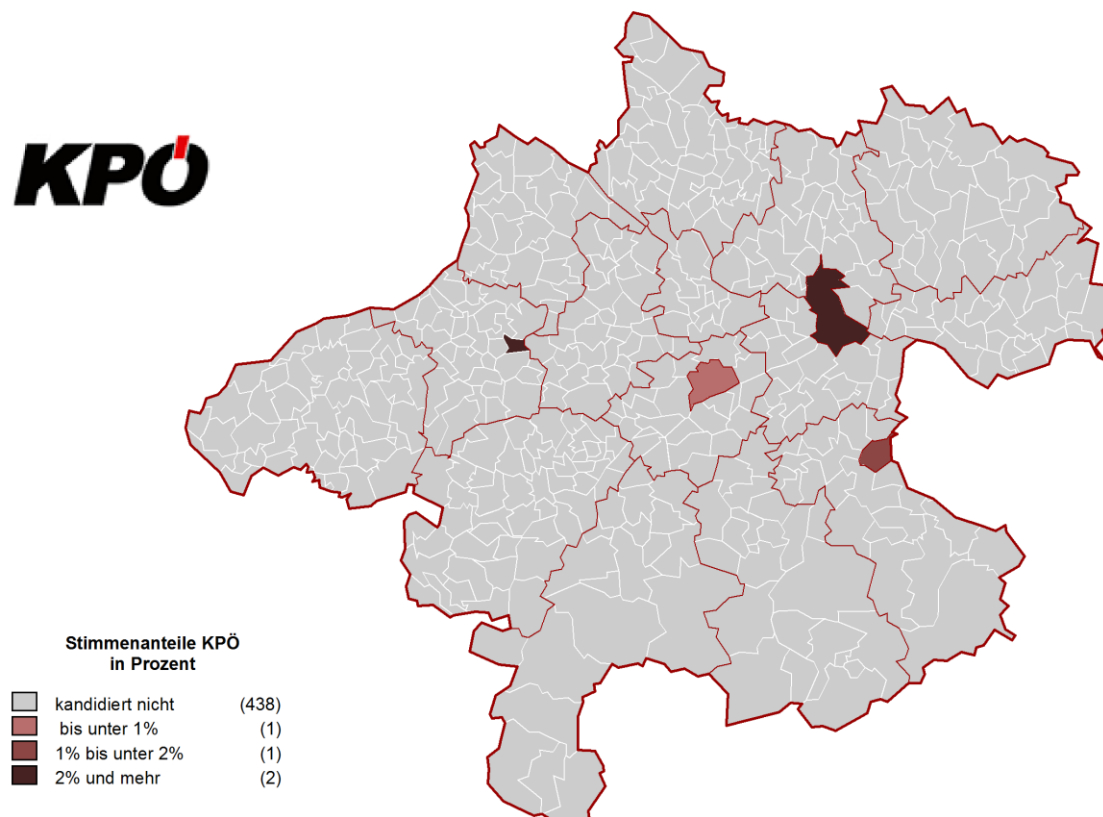 KPÖ
Stimmenanteile KPÖ
in Prozent
kandidiert nicht (438)
bis unter 1% (1)
1% bis unter 2% (1)
2% und mehr (2)